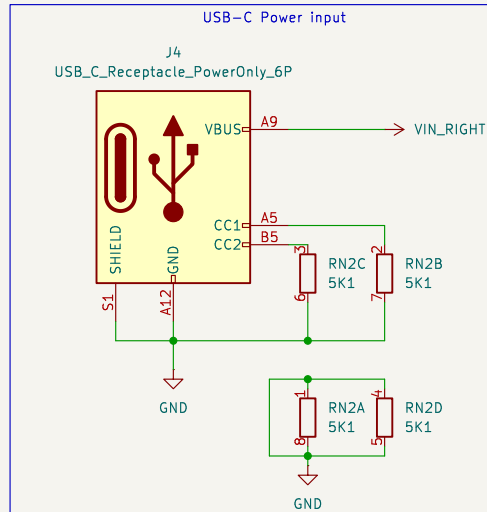 USB-C Power input
J4
USB_C_Receptacle_PowerOnly_6P
VBUS
A9
VIN_RIGHT
CC1
A5
CC2
B5
SHIELD
GND
S1
A12
3
RN2C
5K1
6
2
RN2B
5K1
7
GND
1
RN2A
5K1
8
4
RN2D
5K1
5
GND